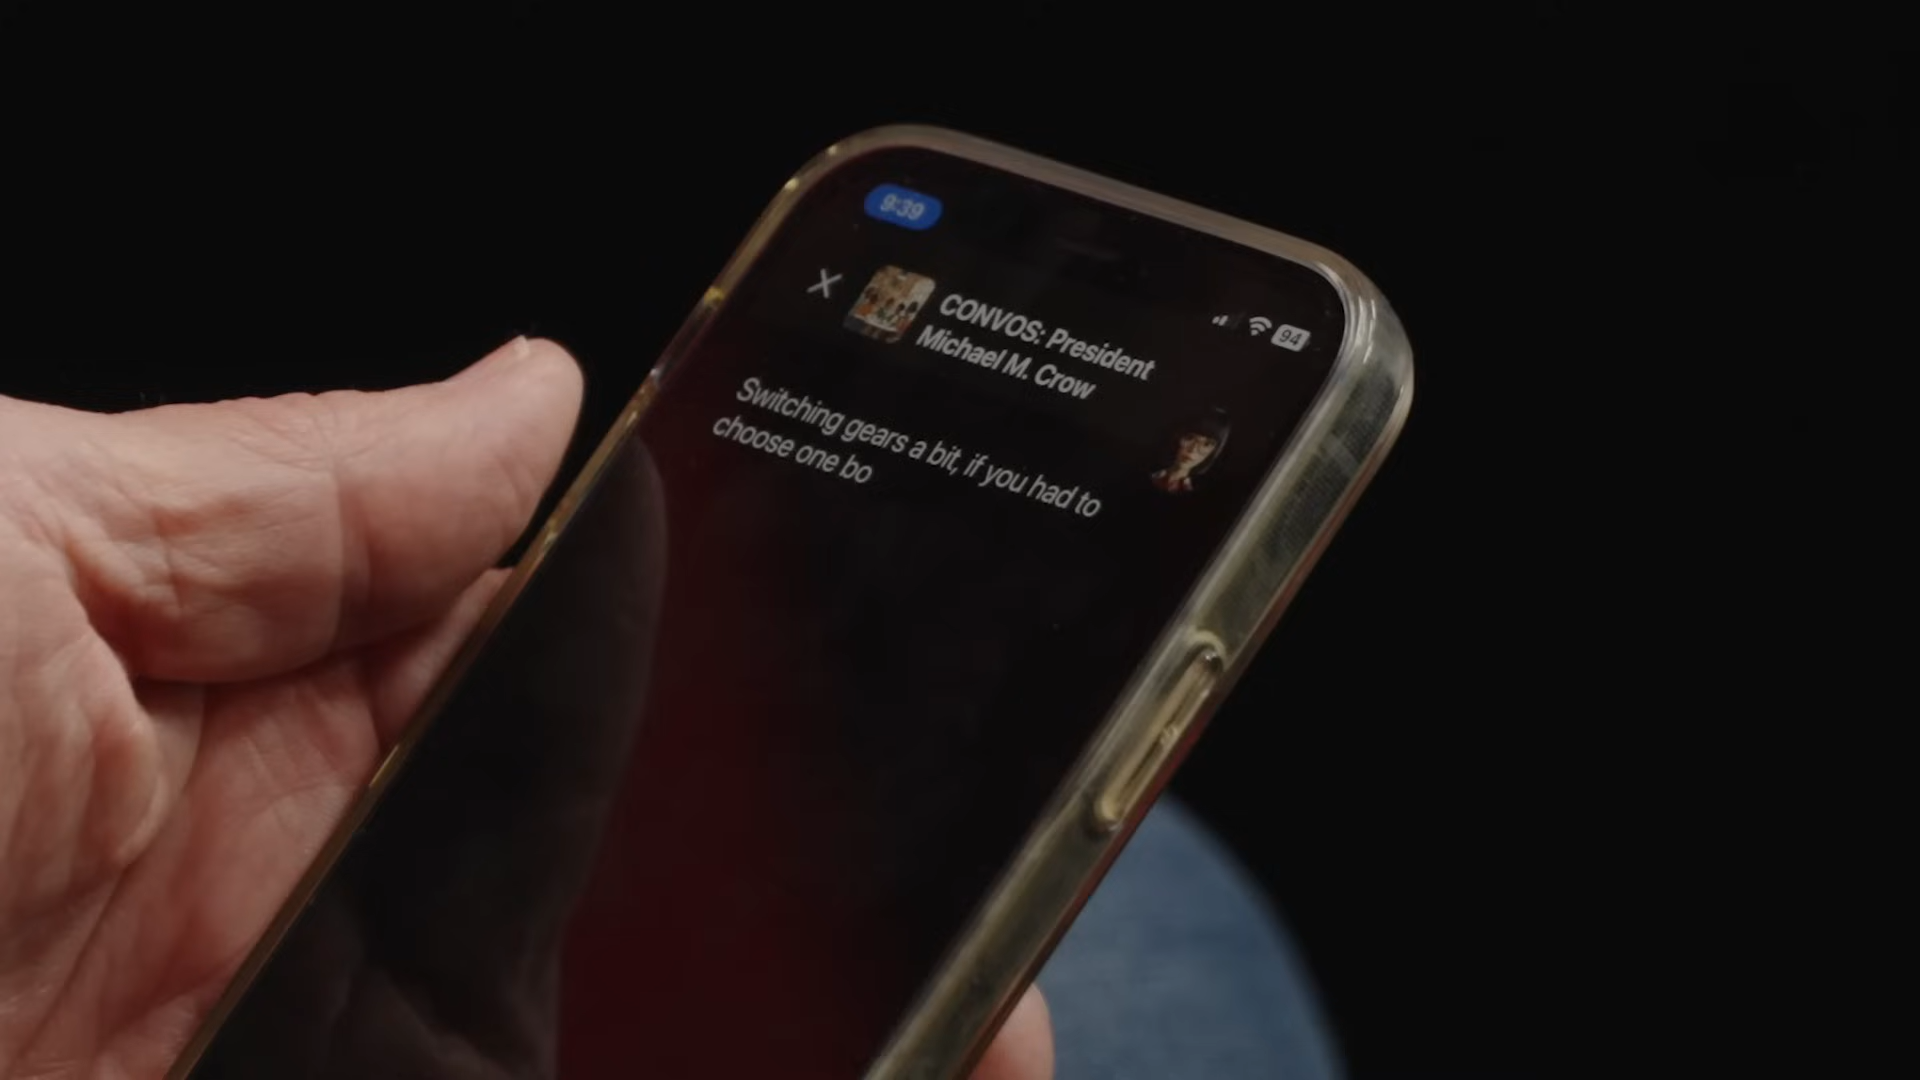 9:39
94
CONVOS: President
Michael M. Crow
Switching gears a bit, if you had to
choose one bo